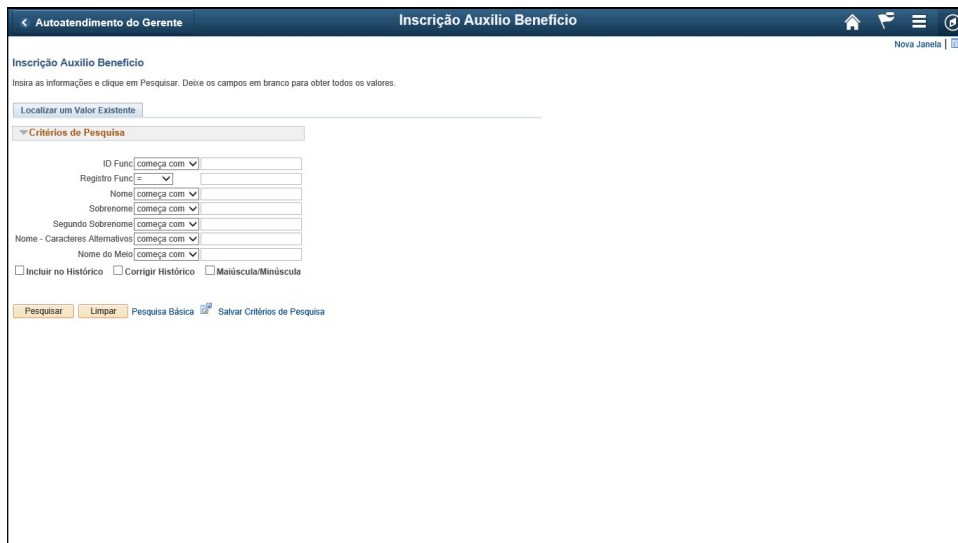 Autoatendimento do Gerente
Inscrição Auxílio Benefício
Nova Janela |
Inscrição Auxílio Benefício
Insira as informações e clique em Pesquisar. Deixe os campos em branco para obter todos os valores.
Localizar um Valor Existente
Critérios de Pesquisa
ID Func começa com
Registro Func =
Nome começa com
Sobrenome começa com
Segundo Sobrenome começa com
Nome - Caracteres Alternativos começa com
Nome do Meio começa com
Incluir no Histórico Corrigir Histórico Maiúscula/Minúscula
Pesquisar Limpar Pesquisa Básica Salvar Critérios de Pesquisa